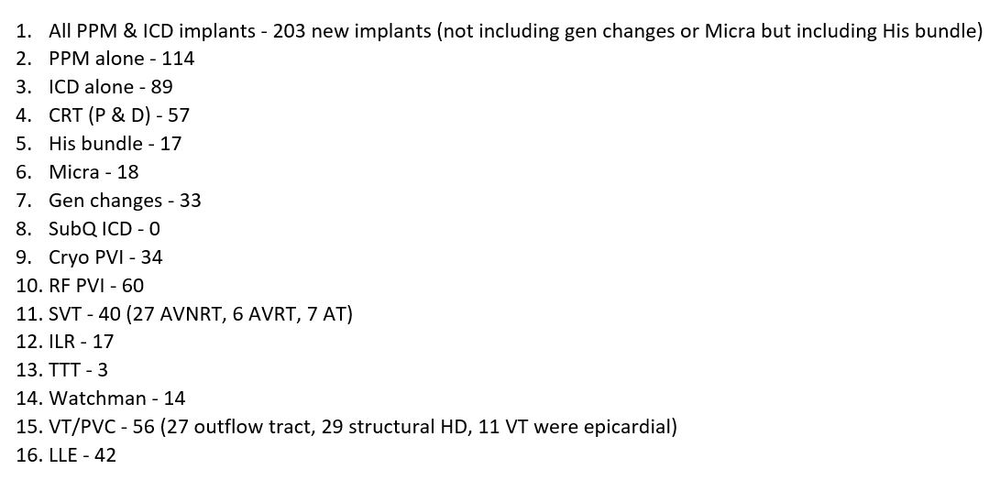 1. All PPM & ICD implants - 203 new implants (not including gen changes or Micra but including His bundle)
2. PPM alone - 114
3. ICD alone - 89
4. CRT (P & D) - 57
5. His bundle - 17
6. Micra - 18
7. Gen changes - 33
8. SubQ ICD - 0
9. Cryo PVI - 34
10. RF PVI - 60
11. SVT - 40 (27 AVNRT, 6 AVRT, 7 AT)
12. ILR - 17
13. TTT - 3
14. Watchman - 14
15. VT/PVC - 56 (27 outflow tract, 29 structural HD, 11 VT were epicardial)
16. LLE - 42